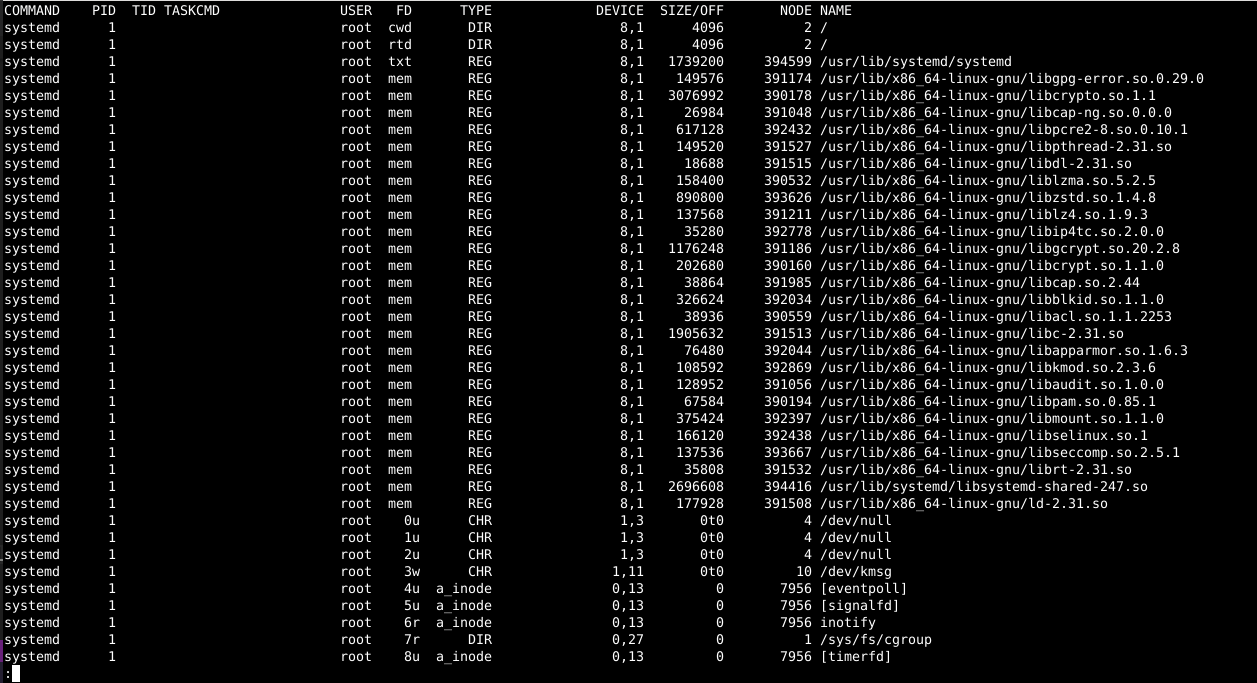 COMMAND PID TID TASKCMD USER FD TYPE DEVICE SIZE/OFF NODE NAME
systemd 1 root cwd DIR 8,1 4096 2 /
systemd 1 root rtd DIR 8,1 4096 2 /
systemd 1 root txt REG 8,1 1739200 394599 /usr/lib/systemd/systemd
systemd 1 root mem REG 8,1 149576 391174 /usr/lib/x86_64-linux-gnu/libgpg-error.so.0.29.0
systemd 1 root mem REG 8,1 3076992 390178 /usr/lib/x86_64-linux-gnu/libcrypto.so.1.1
systemd 1 root mem REG 8,1 26984 391048 /usr/lib/x86_64-linux-gnu/libcap-ng.so.0.0.0
systemd 1 root mem REG 8,1 617128 392432 /usr/lib/x86_64-linux-gnu/libpcre2-8.so.0.10.1
systemd 1 root mem REG 8,1 149520 391527 /usr/lib/x86_64-linux-gnu/libpthread-2.31.so
systemd 1 root mem REG 8,1 18688 391515 /usr/lib/x86_64-linux-gnu/libdl-2.31.so
systemd 1 root mem REG 8,1 158400 390532 /usr/lib/x86_64-linux-gnu/liblzma.so.5.2.5
systemd 1 root mem REG 8,1 890800 393626 /usr/lib/x86_64-linux-gnu/libzstd.so.1.4.8
systemd 1 root mem REG 8,1 137568 391211 /usr/lib/x86_64-linux-gnu/liblz4.so.1.9.3
systemd 1 root mem REG 8,1 35280 392778 /usr/lib/x86_64-linux-gnu/libip4tc.so.2.0.0
systemd 1 root mem REG 8,1 1176248 391186 /usr/lib/x86_64-linux-gnu/libgcrypt.so.20.2.8
systemd 1 root mem REG 8,1 202680 390160 /usr/lib/x86_64-linux-gnu/libcrypt.so.1.1.0
systemd 1 root mem REG 8,1 38864 391985 /usr/lib/x86_64-linux-gnu/libcap.so.2.44
systemd 1 root mem REG 8,1 326624 392034 /usr/lib/x86_64-linux-gnu/libblkid.so.1.1.0
systemd 1 root mem REG 8,1 38936 390559 /usr/lib/x86_64-linux-gnu/libacl.so.1.1.2253
systemd 1 root mem REG 8,1 1905632 391513 /usr/lib/x86_64-linux-gnu/libc-2.31.so
systemd 1 root mem REG 8,1 76480 392044 /usr/lib/x86_64-linux-gnu/libapparmor.so.1.6.3
systemd 1 root mem REG 8,1 108592 392869 /usr/lib/x86_64-linux-gnu/libkmod.so.2.3.6
systemd 1 root mem REG 8,1 128952 391056 /usr/lib/x86_64-linux-gnu/libaudit.so.1.0.0
systemd 1 root mem REG 8,1 67584 390194 /usr/lib/x86_64-linux-gnu/libpam.so.0.85.1
systemd 1 root mem REG 8,1 375424 392397 /usr/lib/x86_64-linux-gnu/libmount.so.1.1.0
systemd 1 root mem REG 8,1 166120 392438 /usr/lib/x86_64-linux-gnu/libselinux.so.1
systemd 1 root mem REG 8,1 137536 393667 /usr/lib/x86_64-linux-gnu/libseccomp.so.2.5.1
systemd 1 root mem REG 8,1 35808 391532 /usr/lib/x86_64-linux-gnu/librt-2.31.so
systemd 1 root mem REG 8,1 2696608 394416 /usr/lib/systemd/libsystemd-shared-247.so
systemd 1 root mem REG 8,1 177928 391508 /usr/lib/x86_64-linux-gnu/ld-2.31.so
systemd 1 root 0u CHR 1,3 0t0 4 /dev/null
systemd 1 root 1u CHR 1,3 0t0 4 /dev/null
systemd 1 root 2u CHR 1,3 0t0 4 /dev/null
systemd 1 root 3w CHR 1,11 0t0 10 /dev/kmsg
systemd 1 root 4u a_inode 0,13 0 7956 [eventpoll]
systemd 1 root 5u a_inode 0,13 0 7956 [signalfd]
systemd 1 root 6r a_inode 0,13 0 7956 inotify
systemd 1 root 7r DIR 0,27 0 1 /sys/fs/cgroup
systemd 1 root 8u a_inode 0,13 0 7956 [timerfd]
: